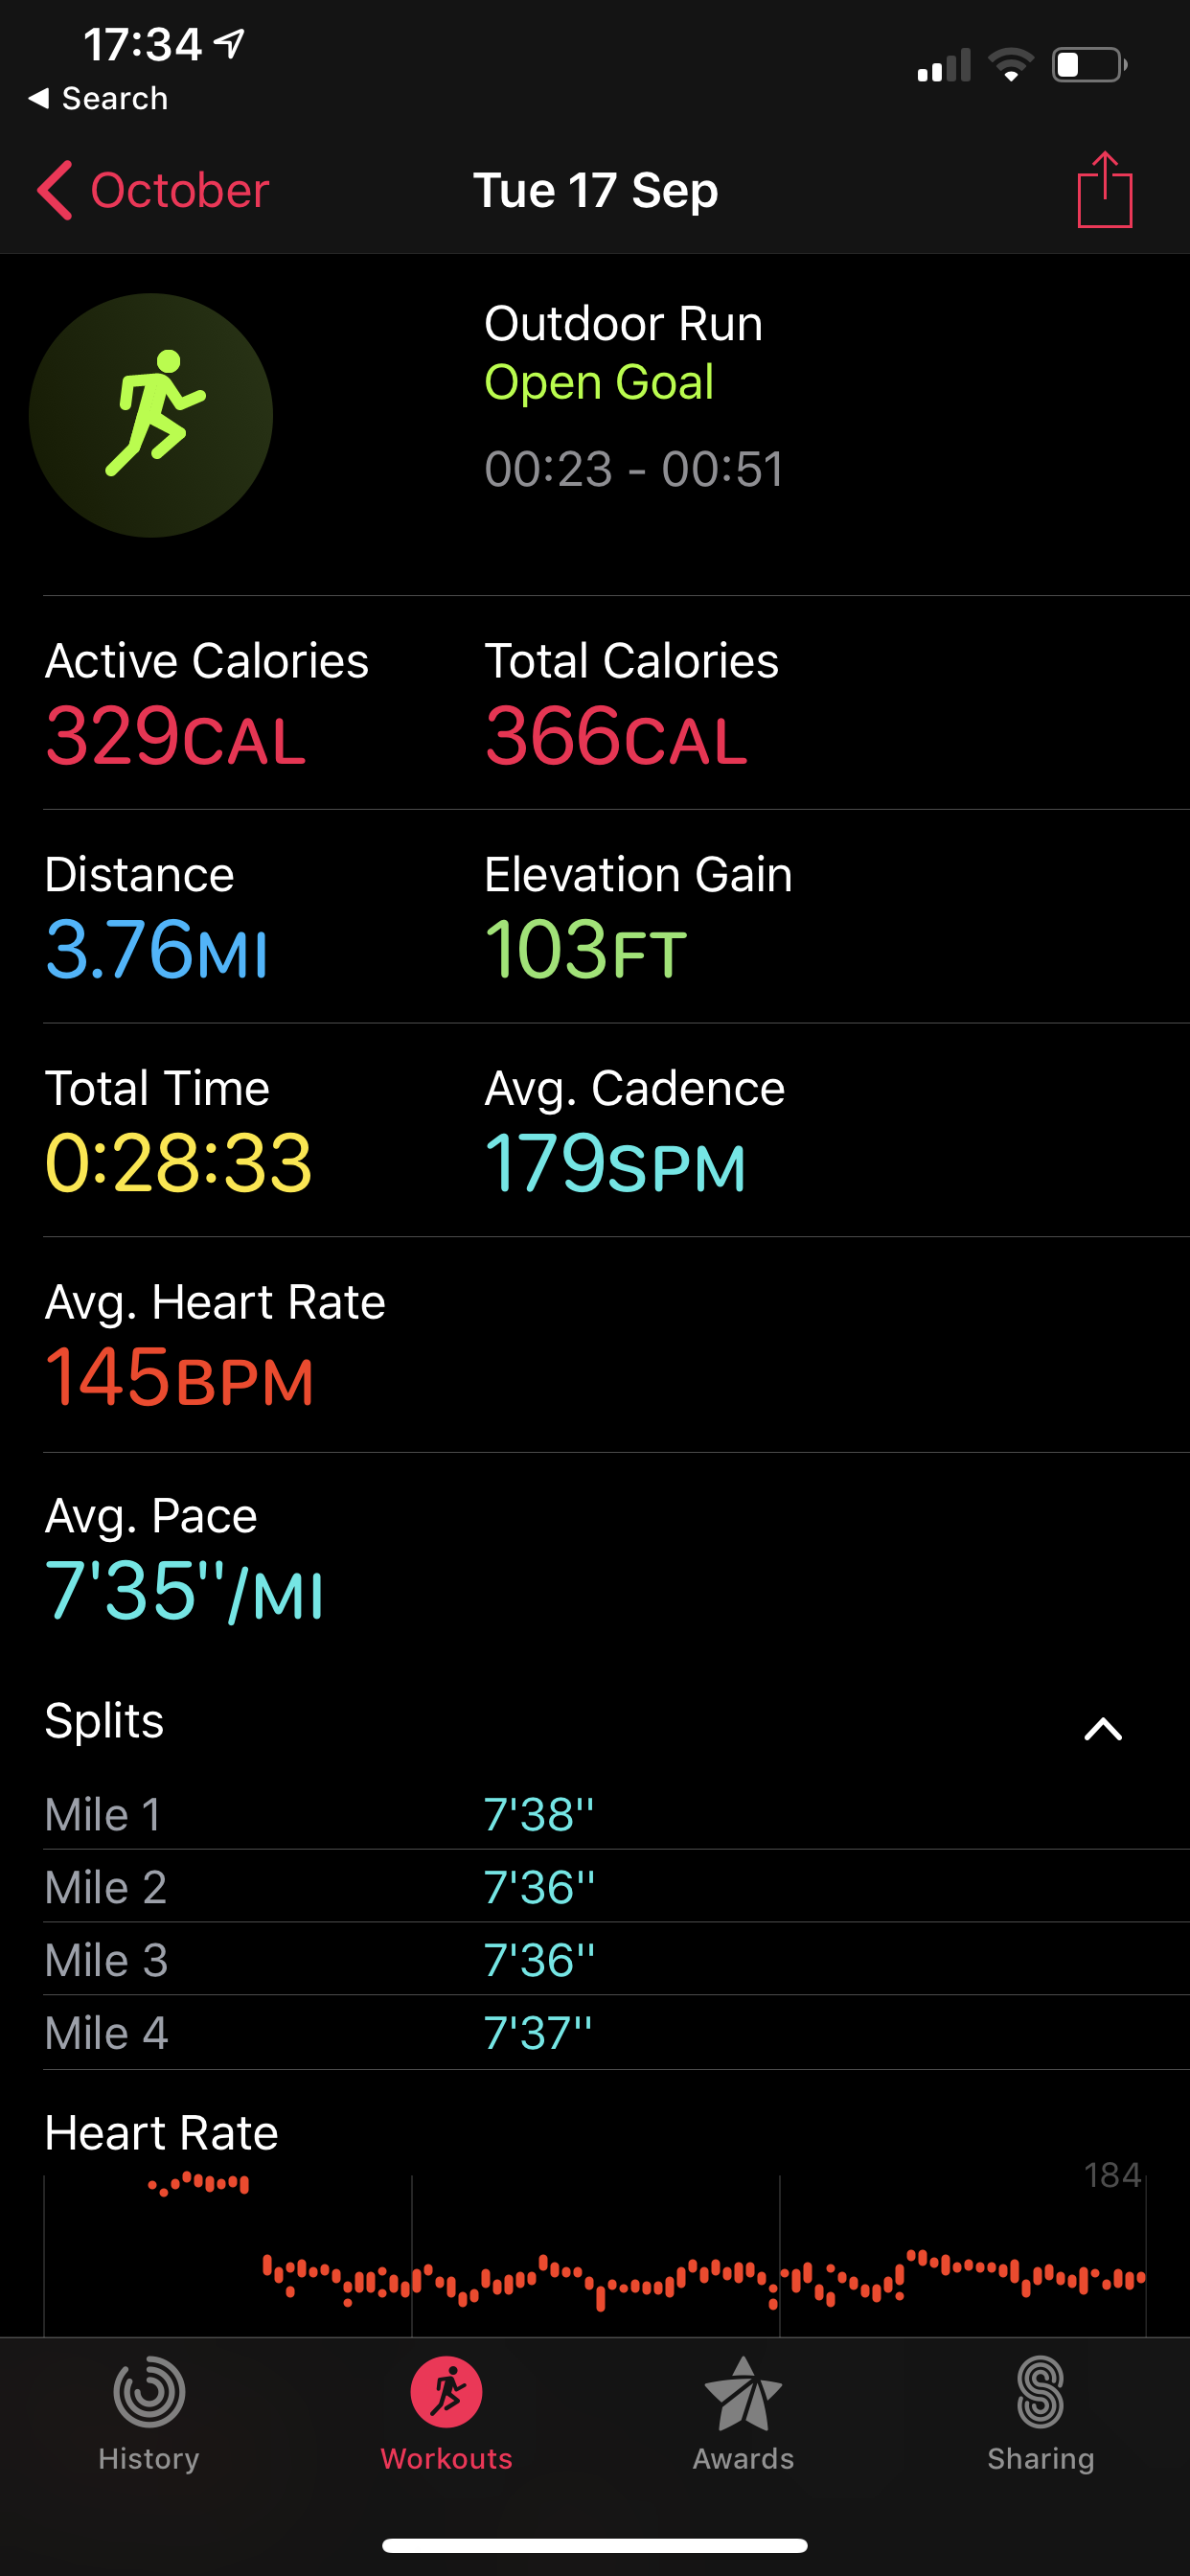 17:34
◀ Search
October
Tue 17 Sep
Outdoor Run
Open Goal
00:23 - 00:51
Active Calories
Total Calories
329CAL
366CAL
Distance
Elevation Gain
3.76MI
103FT
Total Time
Avg. Cadence
0:28:33
179SPM
Avg. Heart Rate
145BPM
Avg. Pace
7'35''/MI
Splits
Mile 1 7'38''
Mile 2 7'36''
Mile 3 7'36''
Mile 4 7'37''
Heart Rate
184
History
Workouts
Awards
Sharing